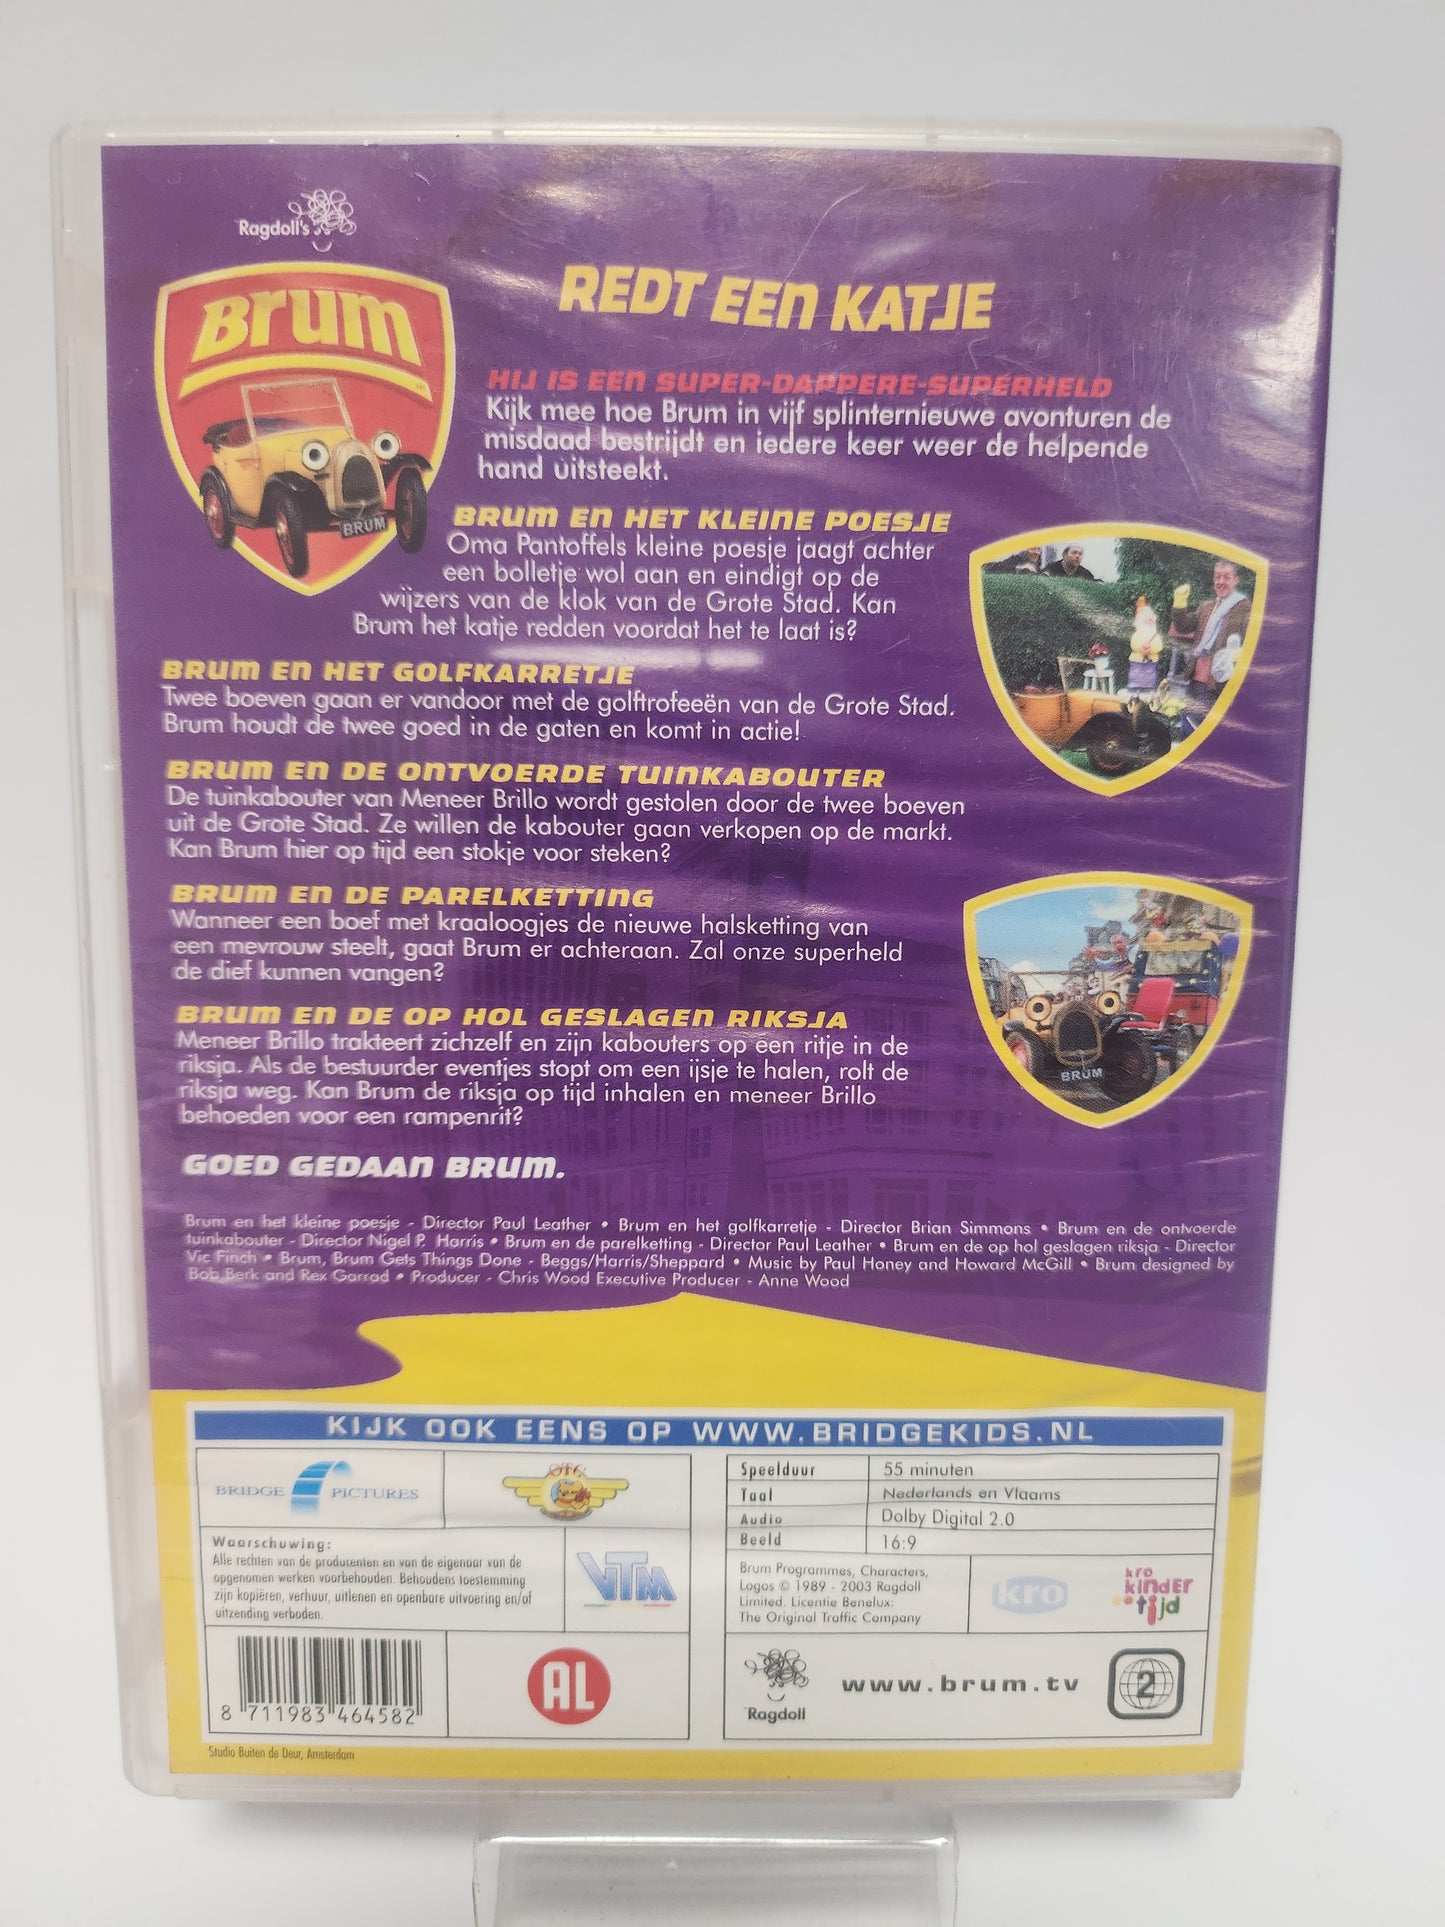 Ragdoll's
Brum
TM
BRUM
REDT EEN KATJE
HIJ IS EEN SUPER-DAPPERE-SUPERHELD
Kijk mee hoe Brum in vijf splinternieuwe avonturen de
misdaad bestrijdt en iedere keer weer de helpende
hand uitsteekt.
BRUM EN HET KLEINE POESJE
Oma Pantoffels kleine poesje jaagt achter
een bolletje wol aan en eindigt op de
wijzers van de klok van de Grote Stad. Kan
Brum het katje redden voordat het te laat is?
BRUM EN HET GOLFKARRETJE
Twee boeven gaan er vandoor met de golftrofeeën van de Grote Stad.
Brum houdt de twee goed in de gaten en komt in actie!
BRUM EN DE ONTVOERDE TUINKABOUTER
De tuinkabouter van Meneer Brillo wordt gestolen door de twee boeven
uit de Grote Stad. Ze willen de kabouter gaan verkopen op de markt.
Kan Brum hier op tijd een stokje voor steken?
BRUM EN DE PARELKETTING
Wanneer een boef met kraaloogjes de nieuwe halsketting van
een mevrouw steelt, gaat Brum er achteraan. Zal onze superheld
de dief kunnen vangen?
BRUM EN DE OP HOL GESLAGEN RIKSJA
Meneer Brillo trakteert zichzelf en zijn kabouters op een ritje in de
riksja. Als de bestuurder eventjes stopt om een ijsje te halen, rolt de
riksja weg. Kan Brum de riksja op tijd inhalen en meneer Brillo
behoeden voor een rampenrit?
BRUM
GOED GEDAAN BRUM.
Brum en het kleine poesje - Director Paul Leather • Brum en het golfkarretje - Director Brian Simmons • Brum en de ontvoerde
tuinkabouter - Director Nigel P. Harris • Brum en de parelketting - Director Paul Leather • Brum en de op hol geslagen riksja - Director
Vic Finch • Brum, Brum Gets Things Done - Beggs/Harris/Sheppard • Music by Paul Honey and Howard McGill • Brum designed by
Bob Berk and Rex Garrad • Producer - Chris Wood Executive Producer - Anne Wood
KIJK OOK EENS OP WWW.BRIDGEKIDS.NL
BRIDGE PICTURES
OTC
Speelduur 55 minuten
Taal Nederlands en Vlaams
Audio Dolby Digital 2.0
Beeld 16:9
Waarschuwing:
Alle rechten van de producenten en van de eigenaar van de
opgenomen werken voorbehouden. Behoudens toestemming
zijn kopiëren, verhuur, uitlenen en openbare uitvoering en/of
uitzending verboden.
VTM
Brum Programmes, Characters,
Logos © 1989 - 2003 Ragdoll
Limited. Licentie Benelux:
The Original Traffic Company
kro
kro
kinder
tijd
8 711983 464582
AL
Ragdoll
www.brum.tv
2
Studio Buiten de Deur, Amsterdam